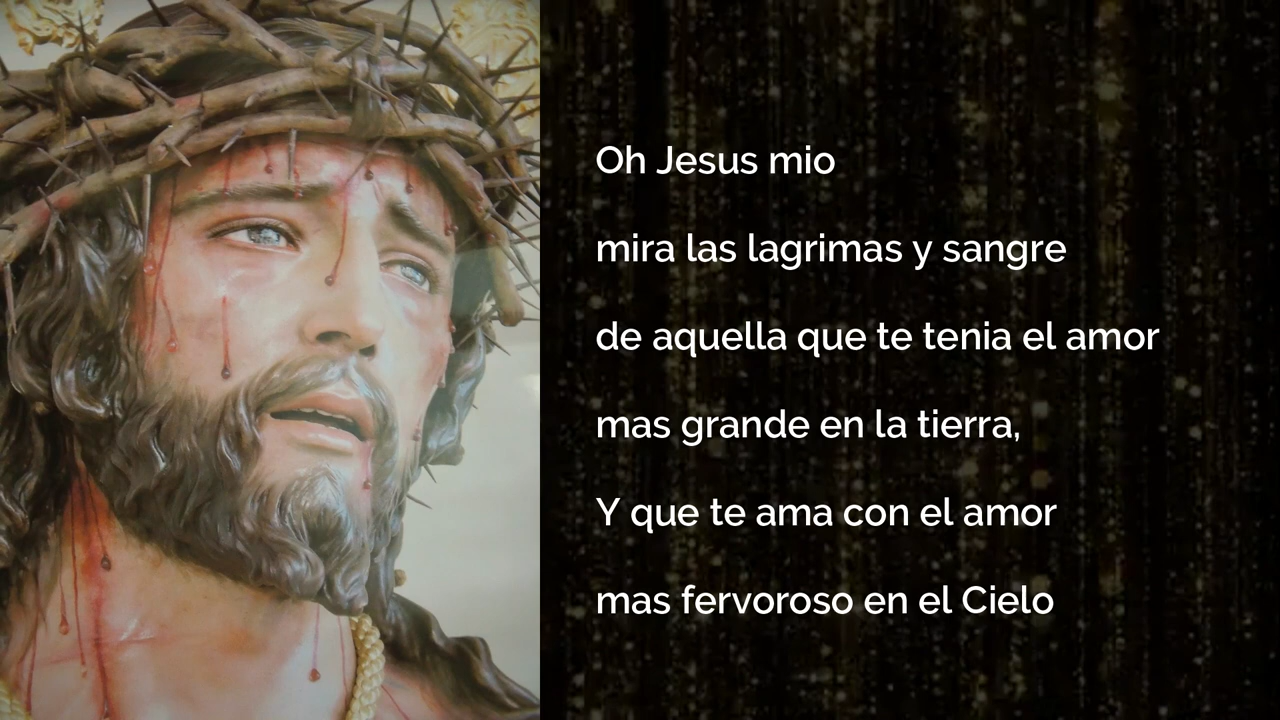 Oh Jesus mio
mira las lagrimas y sangre
de aquella que te tenia el amor
mas grande en la tierra,
Y que te ama con el amor
mas fervoroso en el Cielo